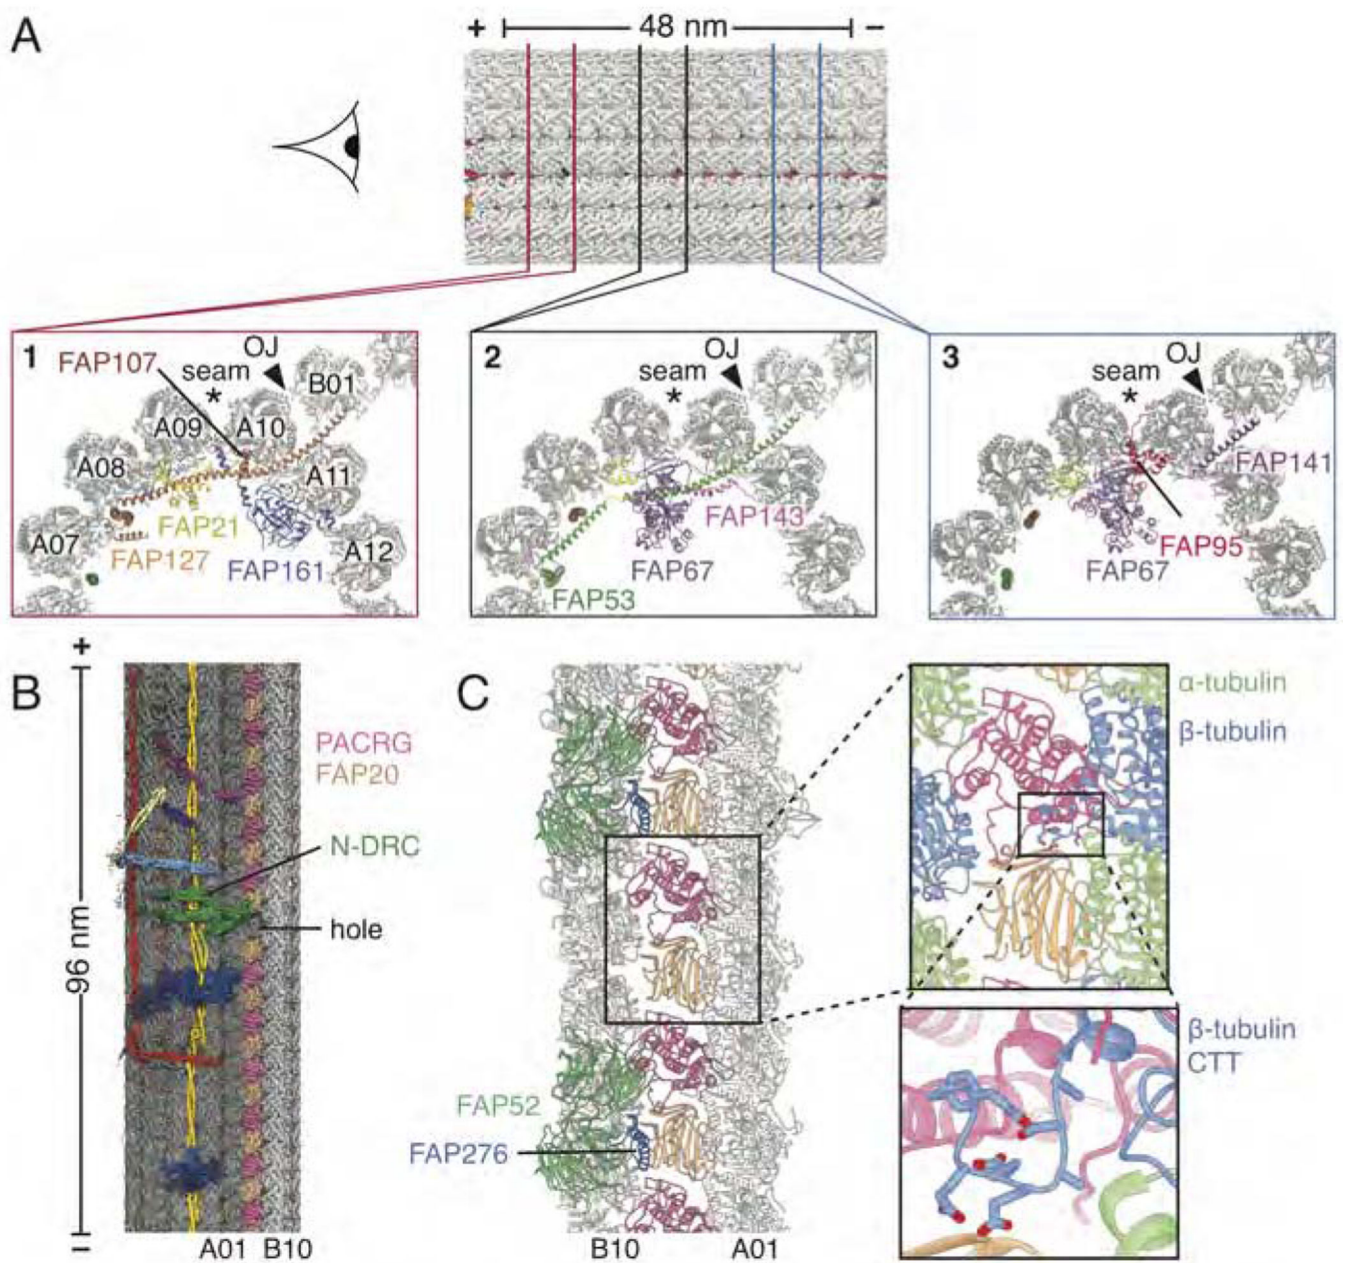 A
+ 48 nm −
1
FAP107
seam
*
OJ
B01
A09
A10
A08
A11
A07
FAP21
FAP127
FAP161
A12
2
seam
*
OJ
FAP143
FAP67
FAP53
3
seam
*
OJ
FAP141
FAP95
FAP67
B
+
96 nm
−
PACRG
FAP20
N-DRC
hole
A01 B10
C
FAP52
FAP276
B10 A01
α-tubulin
β-tubulin
β-tubulin
CTT